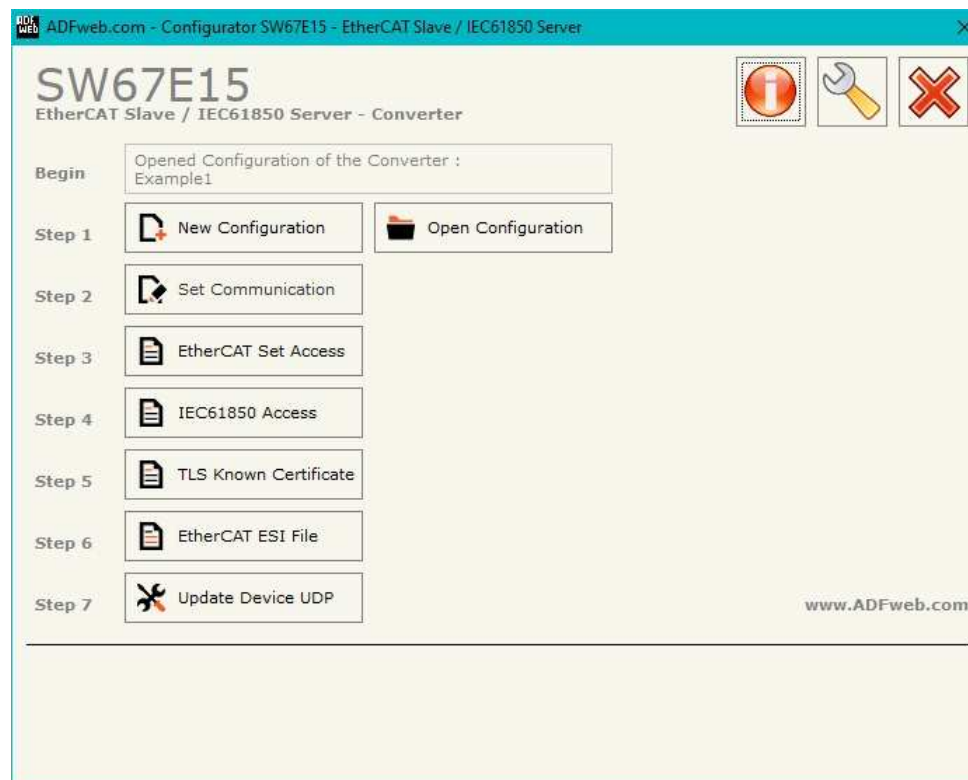 ADF
web
ADFweb.com - Configurator SW67E15 - EtherCAT Slave / IEC61850 Server
SW67E15
EtherCAT Slave / IEC61850 Server - Converter
Begin
Opened Configuration of the Converter :
Example1
Step 1
New Configuration
Open Configuration
Step 2
Set Communication
Step 3
EtherCAT Set Access
Step 4
IEC61850 Access
Step 5
TLS Known Certificate
Step 6
EtherCAT ESI File
Step 7
Update Device UDP
www.ADFweb.com